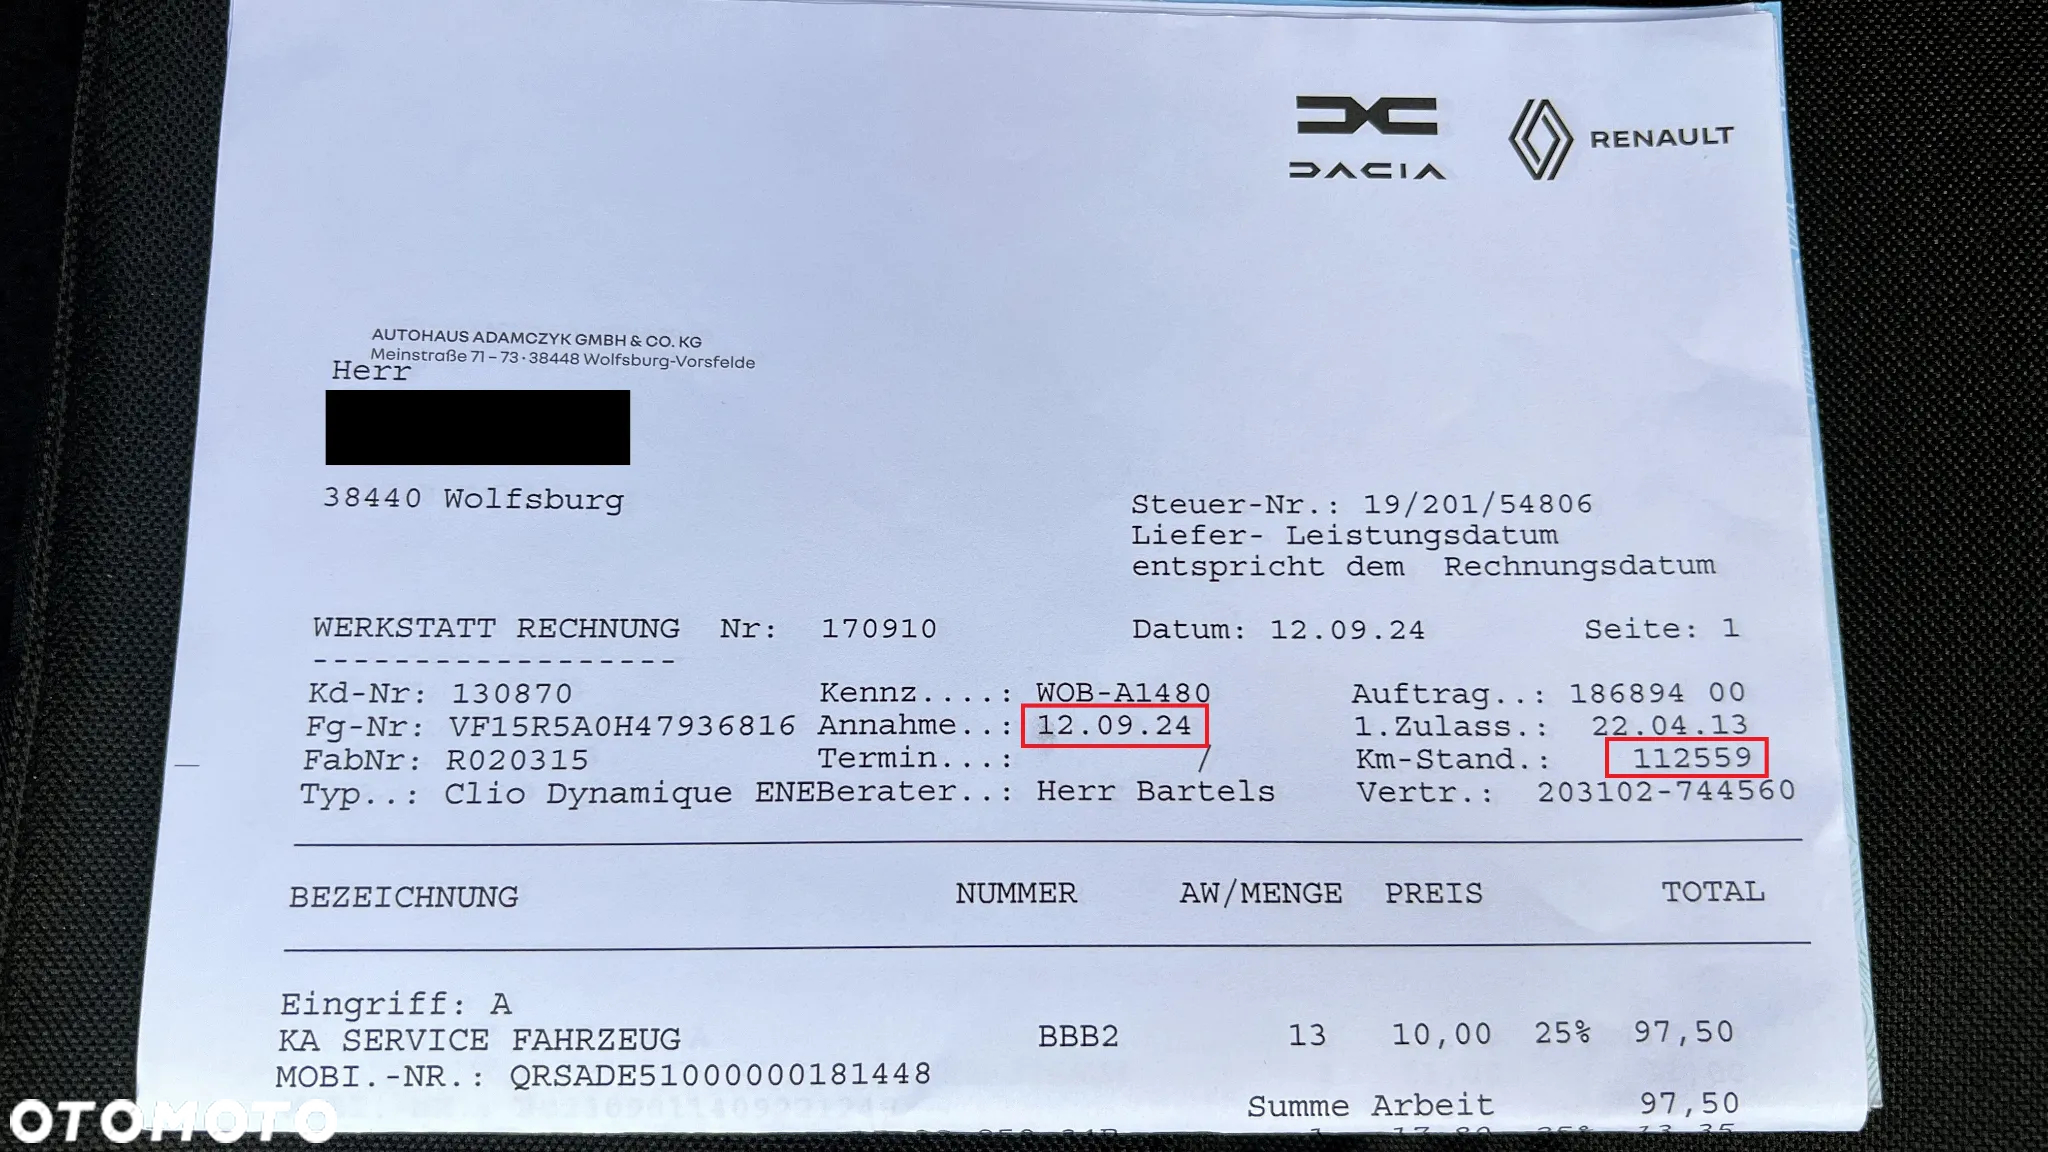 DACIA
RENAULT
AUTOHAUS ADAMCZYK GMBH & CO. KG
Meinstraße 71 – 73 · 38448 Wolfsburg-Vorsfelde
Herr
38440 Wolfsburg
Steuer-Nr.: 19/201/54806
Liefer- Leistungsdatum
entspricht dem Rechnungsdatum
WERKSTATT RECHNUNG Nr: 170910 Datum: 12.09.24 Seite: 1
------------------
Kd-Nr: 130870 Kennz....: WOB-A1480 Auftrag..: 186894 00
Fg-Nr: VF15R5A0H47936816 Annahme..: 12.09.24 1.Zulass.: 22.04.13
FabNr: R020315 Termin...: / Km-Stand.: 112559
Typ..: Clio Dynamique ENEBerater..: Herr Bartels Vertr.: 203102-744560
BEZEICHNUNG NUMMER AW/MENGE PREIS TOTAL
Eingriff: A
KA SERVICE FAHRZEUG BBB2 13 10,00 25% 97,50
MOBI.-NR.: QRSADE51000000181448
Summe Arbeit 97,50
OTOMOTO